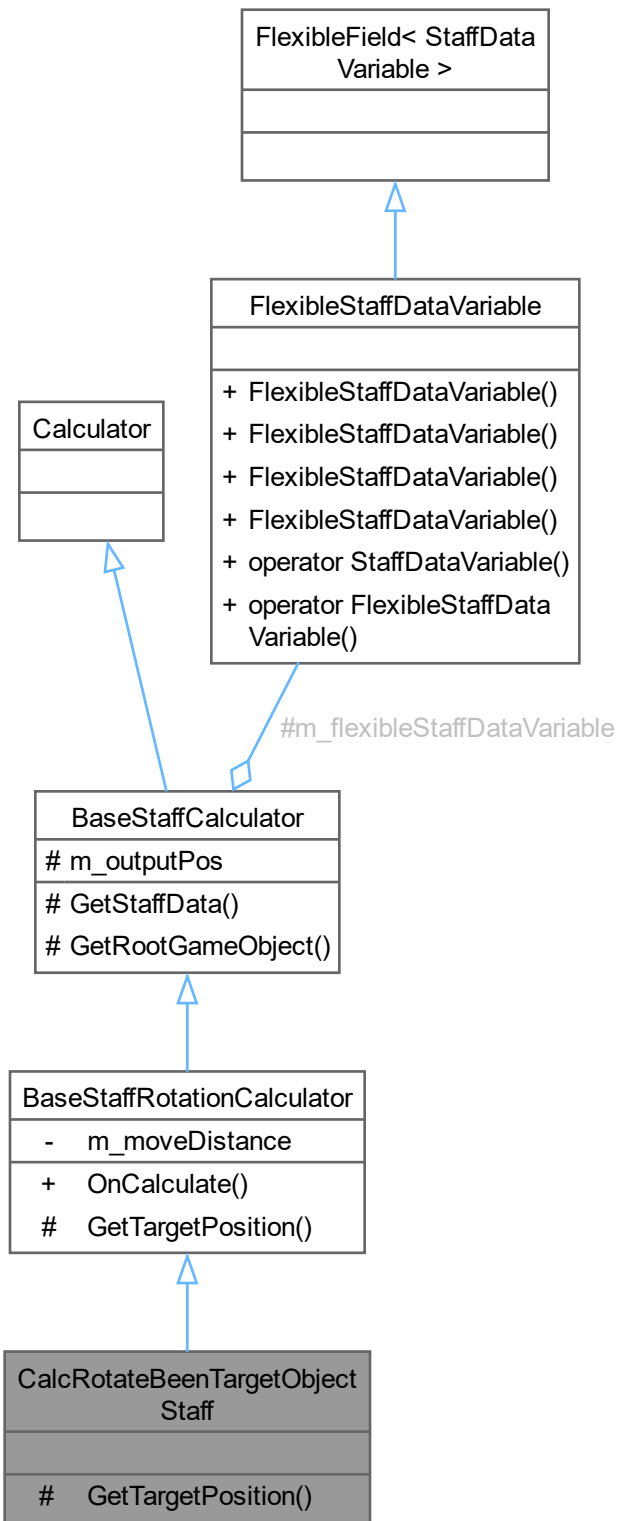 FlexibleField< StaffData
Variable >
FlexibleStaffDataVariable
+ FlexibleStaffDataVariable()
+ FlexibleStaffDataVariable()
+ FlexibleStaffDataVariable()
+ FlexibleStaffDataVariable()
+ operator StaffDataVariable()
+ operator FlexibleStaffData
Variable()
Calculator
#m_flexibleStaffDataVariable
BaseStaffCalculator
# m_outputPos
# GetStaffData()
# GetRootGameObject()
BaseStaffRotationCalculator
- m_moveDistance
+ OnCalculate()
# GetTargetPosition()
CalcRotateBeenTargetObject
Staff
# GetTargetPosition()